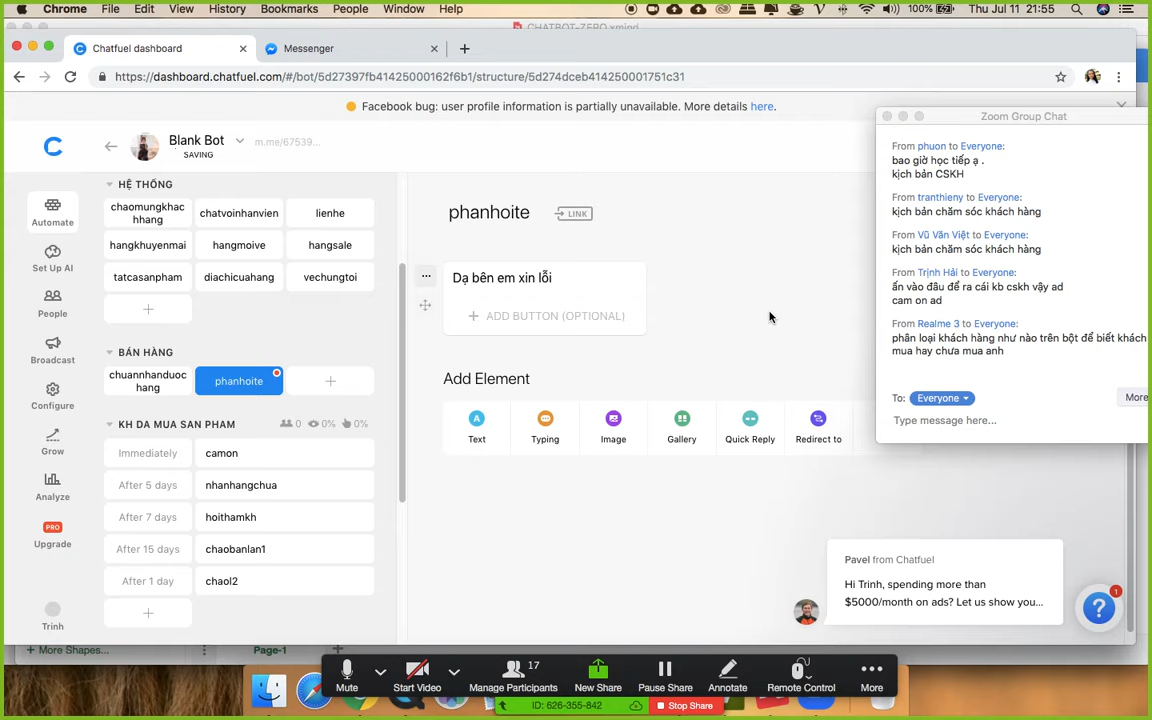 Chrome File Edit View History Bookmarks People Window Help
100% Thu Jul 11 21:55
CHATBOT-ZERO.xmind
Chatfuel dashboard
Messenger
https://dashboard.chatfuel.com/#/bot/5d27397fb41425000162f6b1/structure/5d274dceb414250001751c31
Facebook bug: user profile information is partially unavailable. More details here.
Blank Bot
m.me/67539...
SAVING
Automate
Set Up AI
People
Broadcast
Configure
Grow
Analyze
PRO
Upgrade
Trinh
HỆ THỐNG
chaomungkhac
hhang
chatvoinhanvien
lienhe
hangkhuyenmai
hangmoive
hangsale
tatcasanpham
diachicuahang
vechungtoi
BÁN HÀNG
chuannhanduoc
hang
phanhoite
KH DA MUA SAN PHAM
0 0% 0%
Immediately camon
After 5 days nhanhangchua
After 7 days hoithamkh
After 15 days chaobanlan1
After 1 day chaol2
phanhoite
LINK
Dạ bên em xin lỗi
ADD BUTTON (OPTIONAL)
Add Element
Text
Typing
Image
Gallery
Quick Reply
Redirect to
Zoom Group Chat
From phuon to Everyone:
bao giờ học tiếp ạ .
kịch bản CSKH
From tranthieny to Everyone:
kịch bản chăm sóc khách hàng
From Vũ Văn Việt to Everyone:
kịch bản chăm sóc khách hàng
From Trịnh Hải to Everyone:
ấn vào đâu để ra cái kb cskh vậy ad
cam on ad
From Realme 3 to Everyone:
phân loại khách hàng như nào trên bột để biết khách
mua hay chưa mua anh
To: Everyone
More
Type message here...
Pavel from Chatfuel
Hi Trinh, spending more than
$5000/month on ads? Let us show you...
1
+ More Shapes...
Page-1
Mute
Start Video
17
Manage Participants
New Share
Pause Share
Annotate
Remote Control
More
ID: 626-355-842
Stop Share